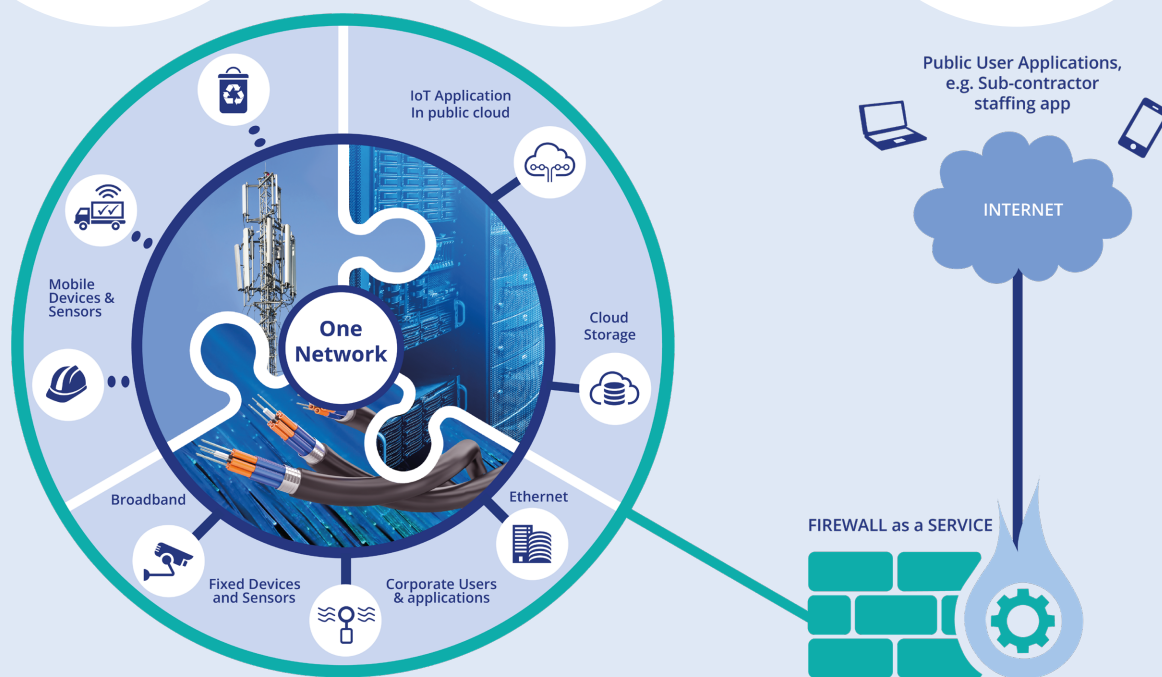 IoT Application
In public cloud
Public User Applications,
e.g. Sub-contractor
staffing app
INTERNET
Mobile
Devices &
Sensors
One
Network
Cloud
Storage
Broadband
Ethernet
Fixed Devices
and Sensors
Corporate Users
& applications
FIREWALL as a SERVICE